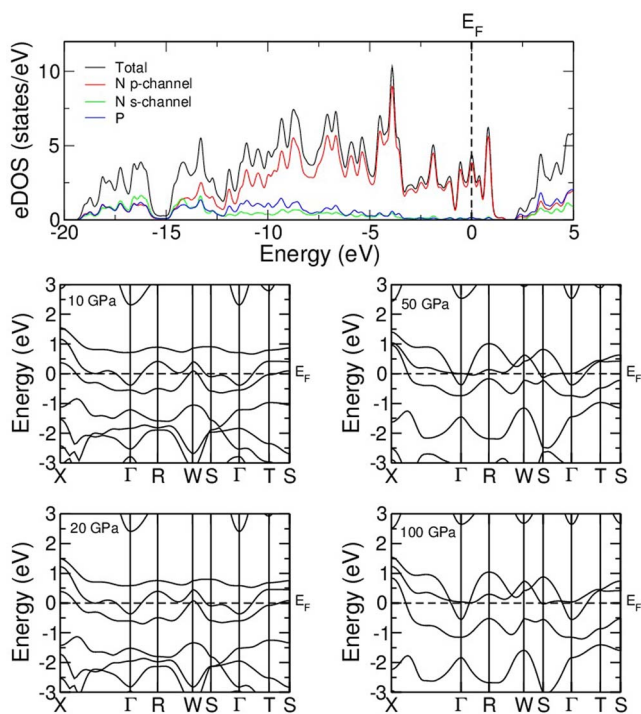 E_F
eDOS (states/eV)
10
5
0
Total
N p-channel
N s-channel
P
-20 -15 -10 -5 0 5
Energy (eV)
10 GPa
Energy (eV)
3
2
1
0
-1
-2
-3
E_F
X Γ R W S Γ T S
50 GPa
Energy (eV)
3
2
1
0
-1
-2
-3
E_F
X Γ R W S Γ T S
20 GPa
Energy (eV)
3
2
1
0
-1
-2
-3
E_F
X Γ R W S Γ T S
100 GPa
Energy (eV)
3
2
1
0
-1
-2
-3
E_F
X Γ R W S Γ T S